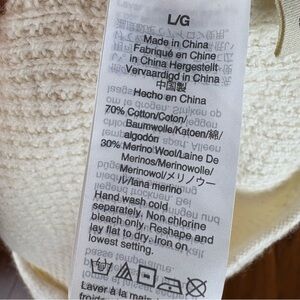 L/G
Made in China
Fabriqué en Chine
In China Hergestellt
Vervaardigd in China
中国製
Hecho en China
70% Cotton/Coton/
Baumwolle/Katoen/綿/
algodón
30% Merino Wool/Laine De
Merinos/Merinowolle/
Merinowol/メリノウー
ル/lana merino
Hand wash cold
separately. Non chlorine
bleach only. Reshape and
lay flat to dry. Iron on
lowest setting.
Laver à la main à